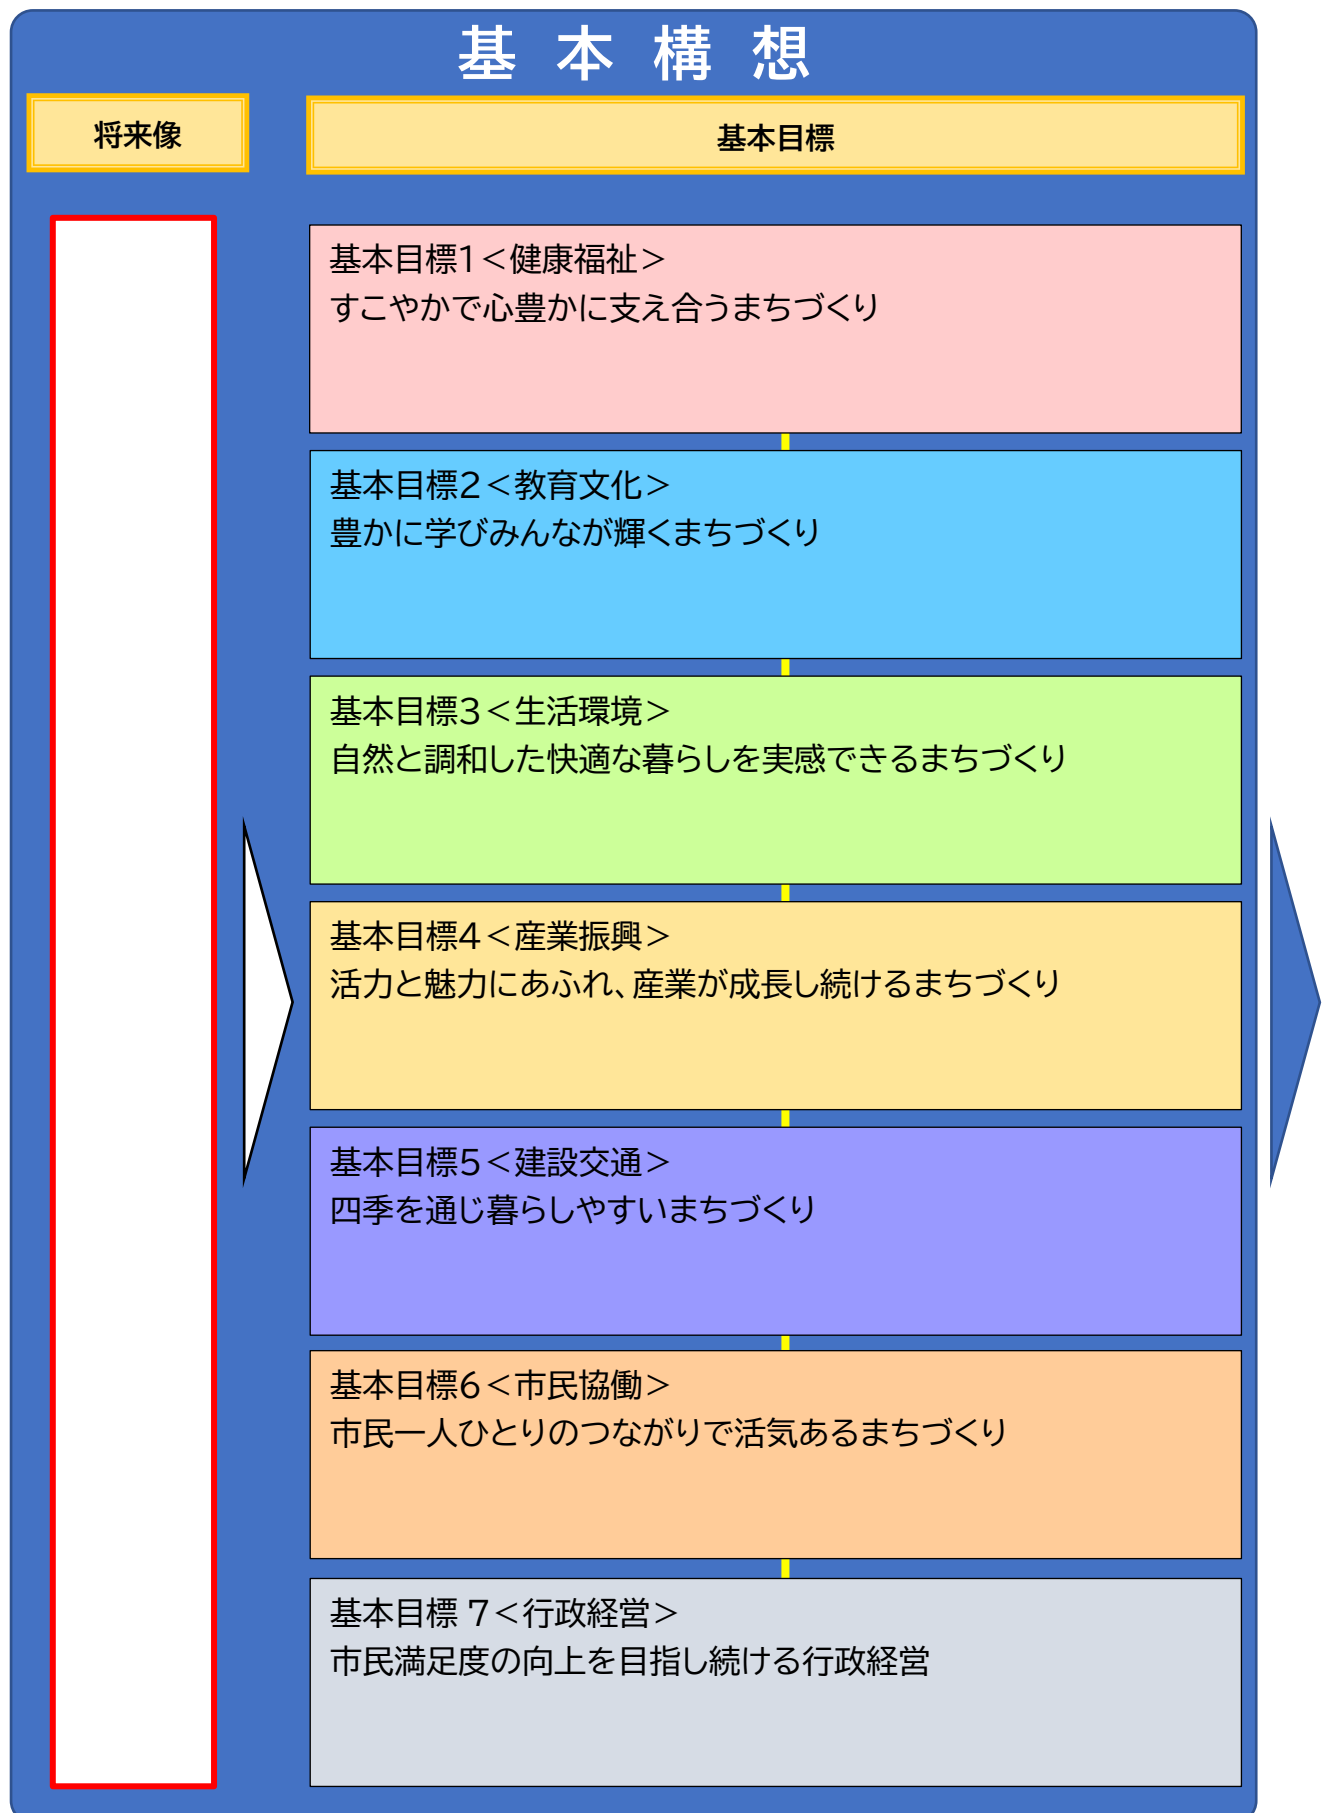 基本構想
将来像
基本目標
基本目標1＜健康福祉＞
すこやかで心豊かに支え合うまちづくり
基本目標2＜教育文化＞
豊かに学びみんなが輝くまちづくり
基本目標3＜生活環境＞
自然と調和した快適な暮らしを実感できるまちづくり
基本目標4＜産業振興＞
活力と魅力にあふれ、産業が成長し続けるまちづくり
基本目標5＜建設交通＞
四季を通じ暮らしやすいまちづくり
基本目標6＜市民協働＞
市民一人ひとりのつながりで活気あるまちづくり
基本目標 7＜行政経営＞
市民満足度の向上を目指し続ける行政経営